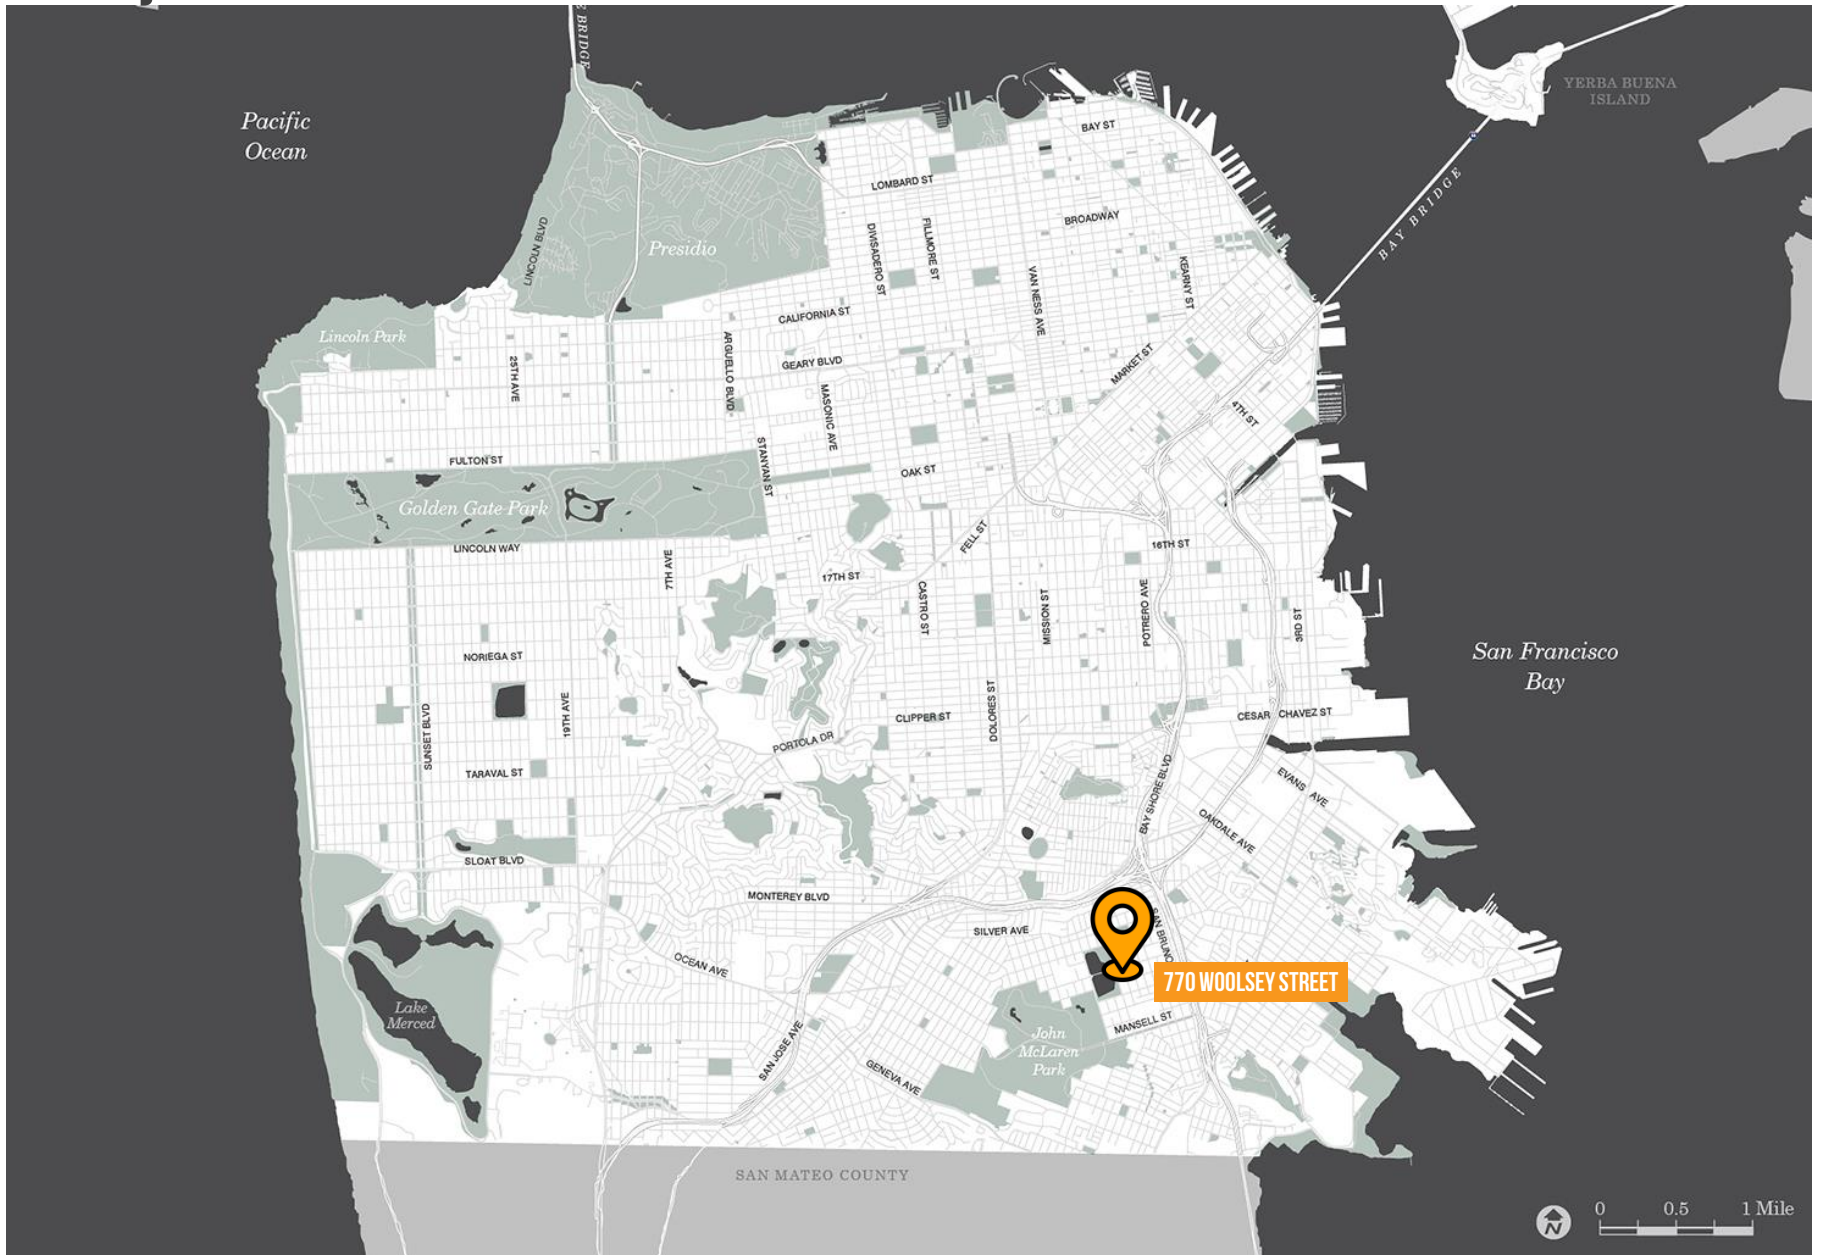 BRIDGE
YERBA BUENA
ISLAND
Pacific
Ocean
BAY ST
LOMBARD ST
BROADWAY
BAY BRIDGE
LINCOLN BLVD
Presidio
DIVISADERO ST
FILLMORE ST
VAN NESS AVE
KEARNY ST
CALIFORNIA ST
Lincoln Park
25TH AVE
ARGUELLO BLVD
GEARY BLVD
MARKET ST
MASONIC AVE
4TH ST
FULTON ST
STANYAN ST
OAK ST
Golden Gate Park
LINCOLN WAY
FELL ST
16TH ST
7TH AVE
17TH ST
CASTRO ST
MISSION ST
POTRERO AVE
3RD ST
NORIEGA ST
San Francisco
Bay
SUNSET BLVD
19TH AVE
CLIPPER ST
DOLORES ST
CESAR CHAVEZ ST
PORTOLA DR
TARAVAL ST
BAY SHORE BLVD
EVANS AVE
OAKDALE AVE
SLOAT BLVD
MONTEREY BLVD
SILVER AVE
SAN BRUNO
OCEAN AVE
770 WOOLSEY STREET
Lake
Merced
MANSELL ST
John
McLaren
Park
SAN JOSE AVE
GENEVA AVE
SAN MATEO COUNTY
N
0 0.5 1 Mile